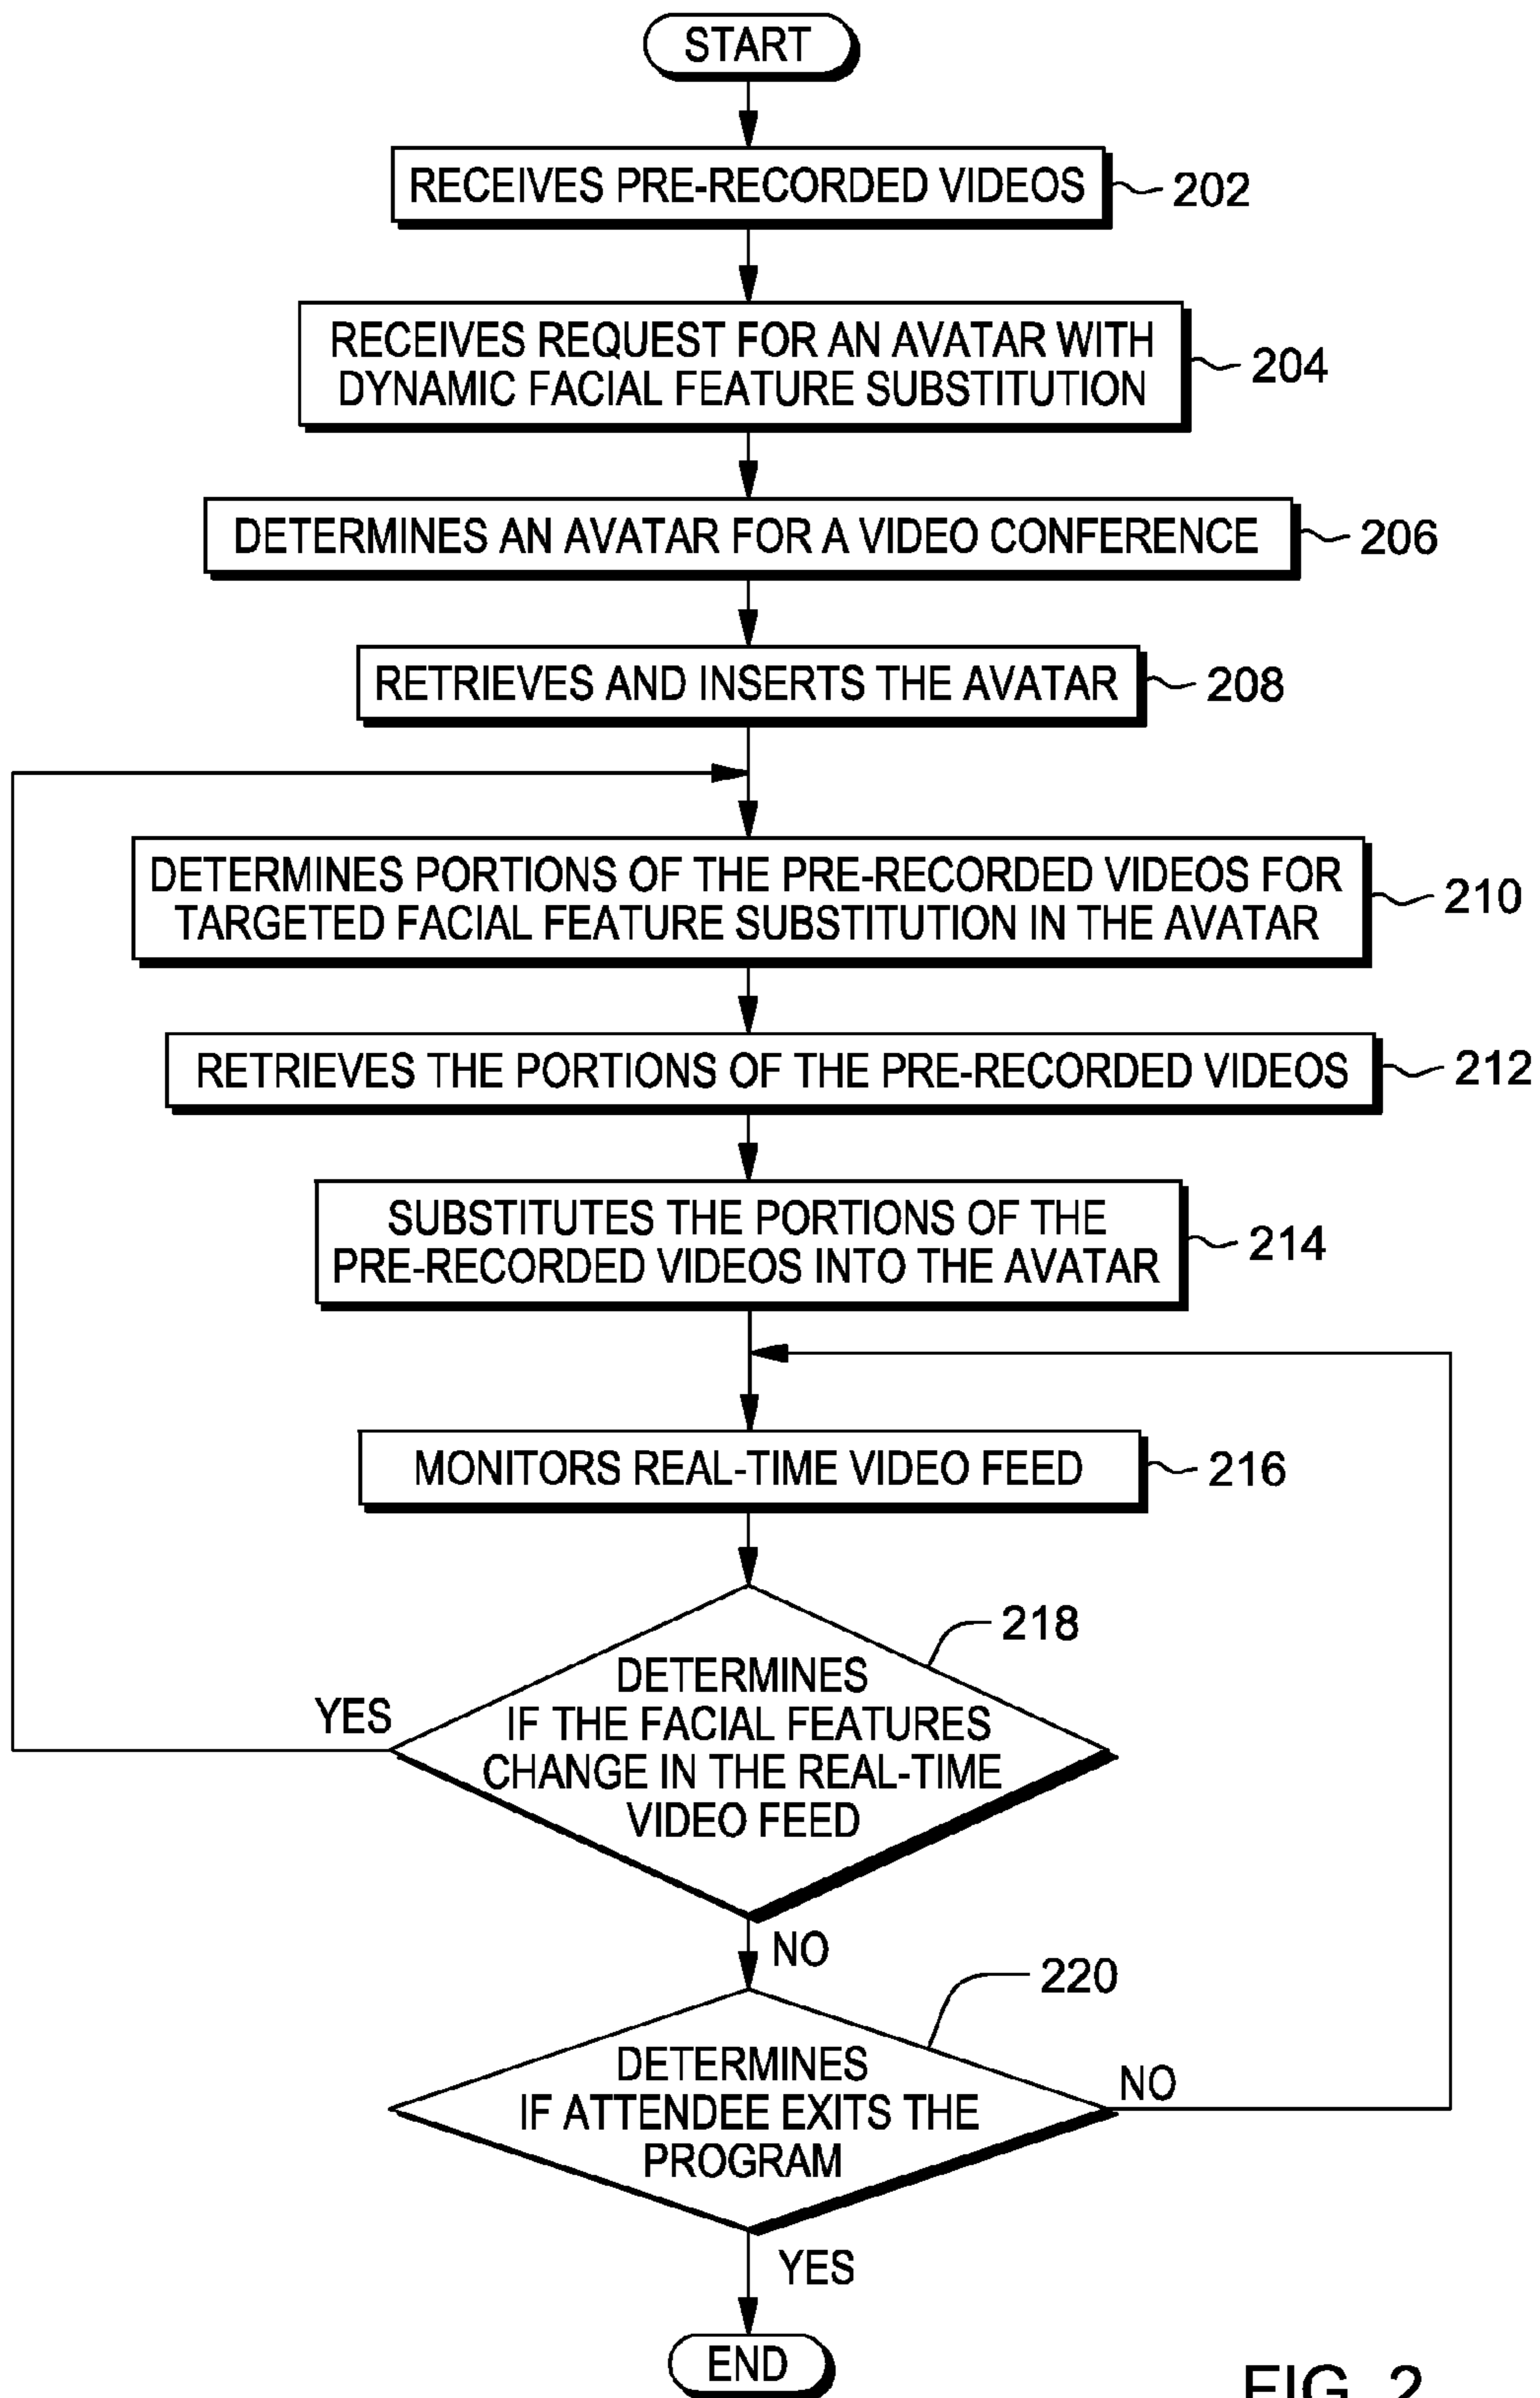 START
RECEIVES PRE-RECORDED VIDEOS
202
RECEIVES REQUEST FOR AN AVATAR WITH
DYNAMIC FACIAL FEATURE SUBSTITUTION
204
DETERMINES AN AVATAR FOR A VIDEO CONFERENCE
206
RETRIEVES AND INSERTS THE AVATAR
208
DETERMINES PORTIONS OF THE PRE-RECORDED VIDEOS FOR
TARGETED FACIAL FEATURE SUBSTITUTION IN THE AVATAR
210
RETRIEVES THE PORTIONS OF THE PRE-RECORDED VIDEOS
212
SUBSTITUTES THE PORTIONS OF THE
PRE-RECORDED VIDEOS INTO THE AVATAR
214
MONITORS REAL-TIME VIDEO FEED
216
218
DETERMINES
IF THE FACIAL FEATURES
CHANGE IN THE REAL-TIME
VIDEO FEED
YES
NO
220
DETERMINES
IF ATTENDEE EXITS THE
PROGRAM
NO
YES
END
FIG. 2